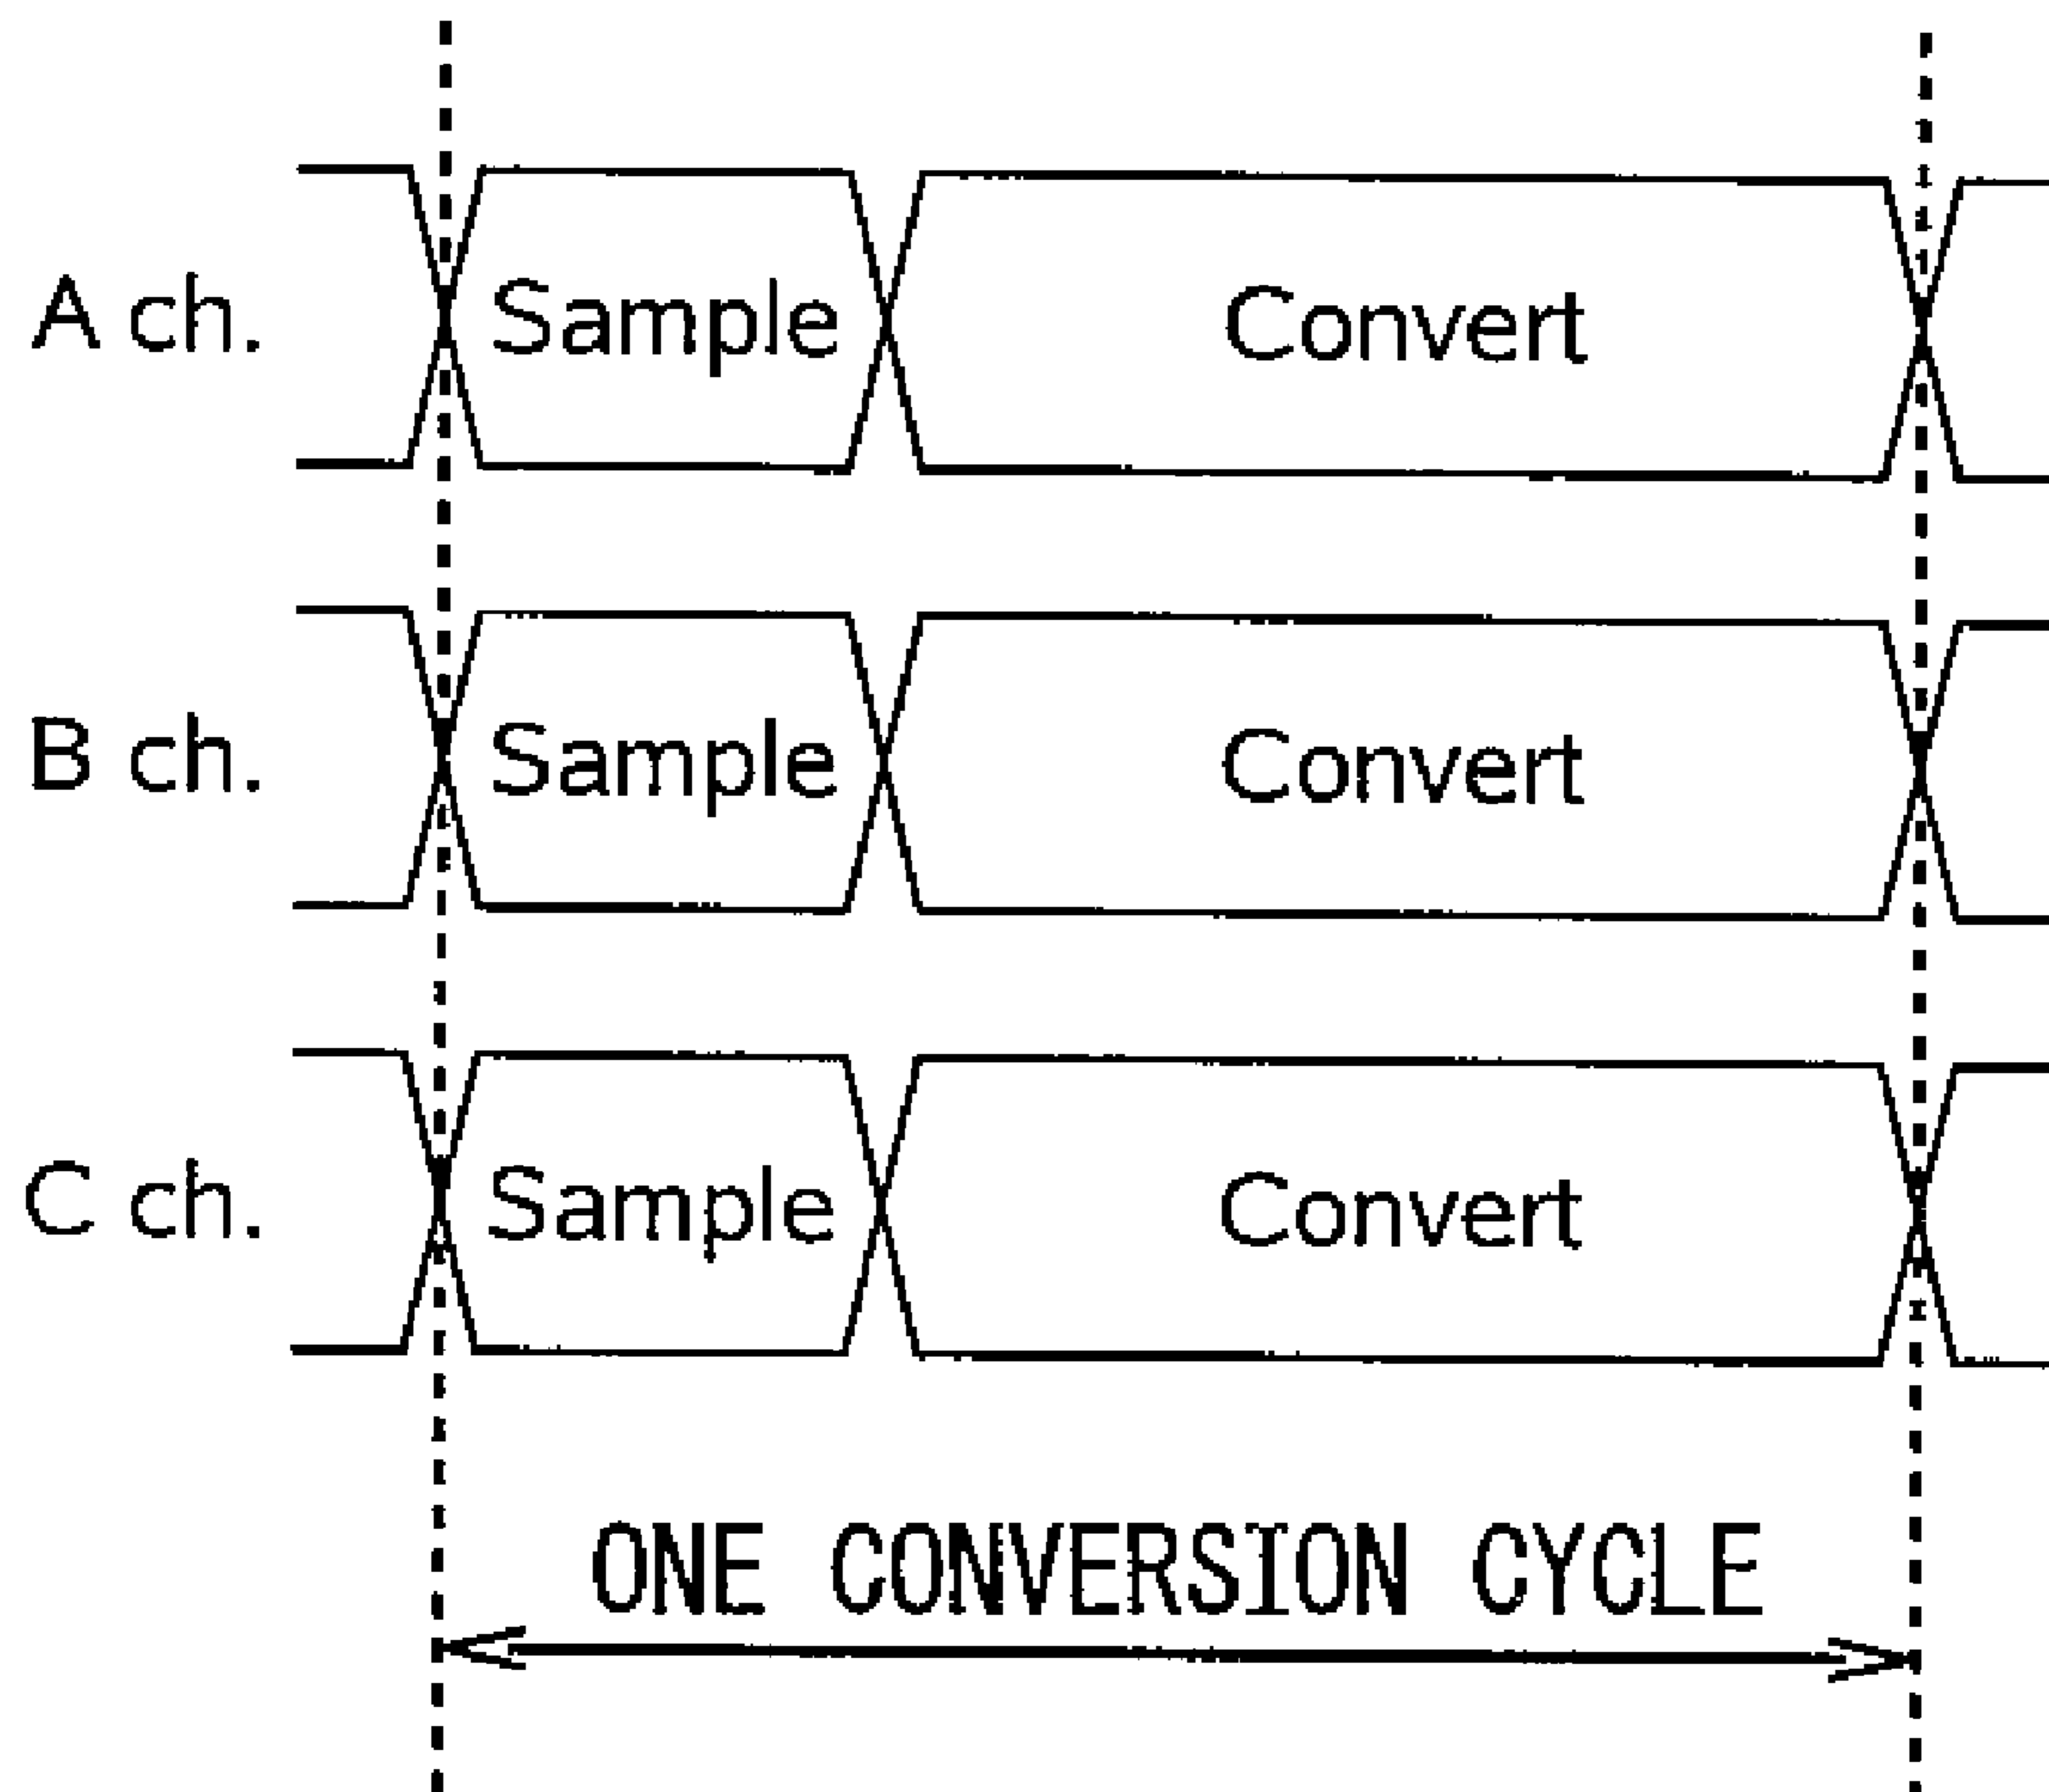 A ch. Sample Convert
B ch. Sample Convert
C ch. Sample Convert
ONE CONVERSION CYCLE